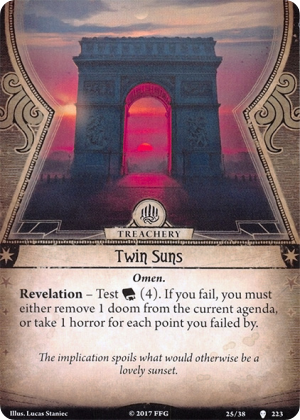 TREACHERY
Twin Suns
Omen.
Revelation – Test (4). If you fail, you must
either remove 1 doom from the current agenda,
or take 1 horror for each point you failed by.
The implication spoils what would otherwise be a
lovely sunset.
Illus. Lucas Staniec © 2017 FFG 25/38 223